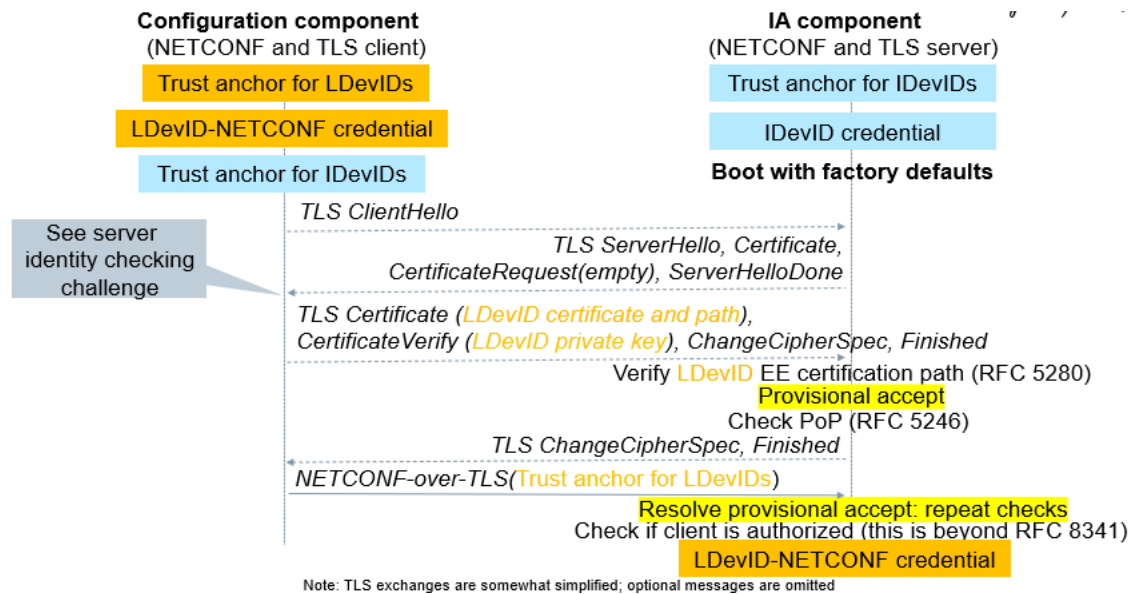 Configuration component
(NETCONF and TLS client)
Trust anchor for LDevIDs
LDevID-NETCONF credential
Trust anchor for IDevIDs
IA component
(NETCONF and TLS server)
Trust anchor for IDevIDs
IDevID credential
Boot with factory defaults
TLS ClientHello
See server
identity checking
challenge
TLS ServerHello, Certificate,
CertificateRequest(empty), ServerHelloDone
TLS Certificate (LDevID certificate and path),
CertificateVerify (LDevID private key), ChangeCipherSpec, Finished
Verify LDevID EE certification path (RFC 5280)
Provisional accept
Check PoP (RFC 5246)
TLS ChangeCipherSpec, Finished
NETCONF-over-TLS(Trust anchor for LDevIDs)
Resolve provisional accept: repeat checks
Check if client is authorized (this is beyond RFC 8341)
LDevID-NETCONF credential
Note: TLS exchanges are somewhat simplified; optional messages are omitted